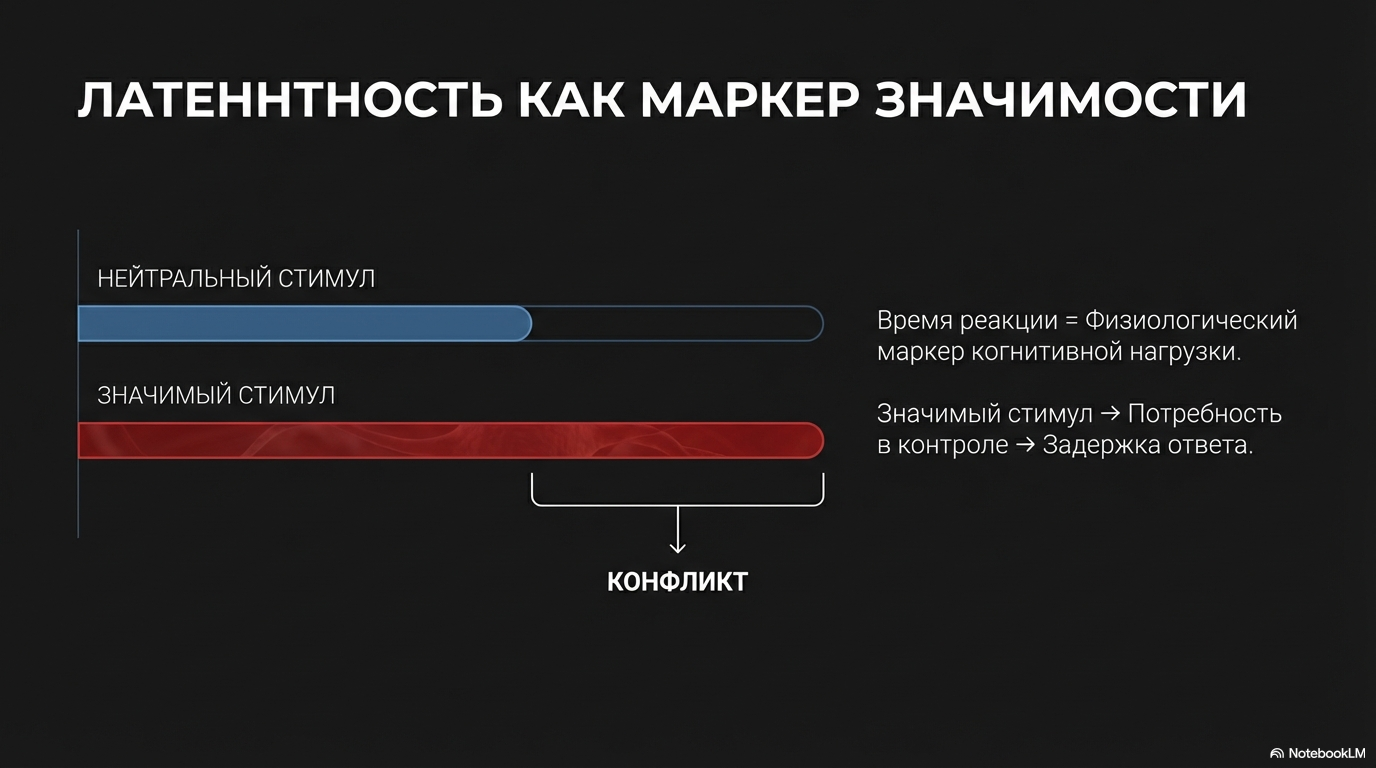 ЛАТЕННТНОСТЬ КАК МАРКЕР ЗНАЧИМОСТИ
НЕЙТРАЛЬНЫЙ СТИМУЛ
ЗНАЧИМЫЙ СТИМУЛ
КОНФЛИКТ
Время реакции = Физиологический
маркер когнитивной нагрузки.
Значимый стимул → Потребность
в контроле → Задержка ответа.
NotebookLM